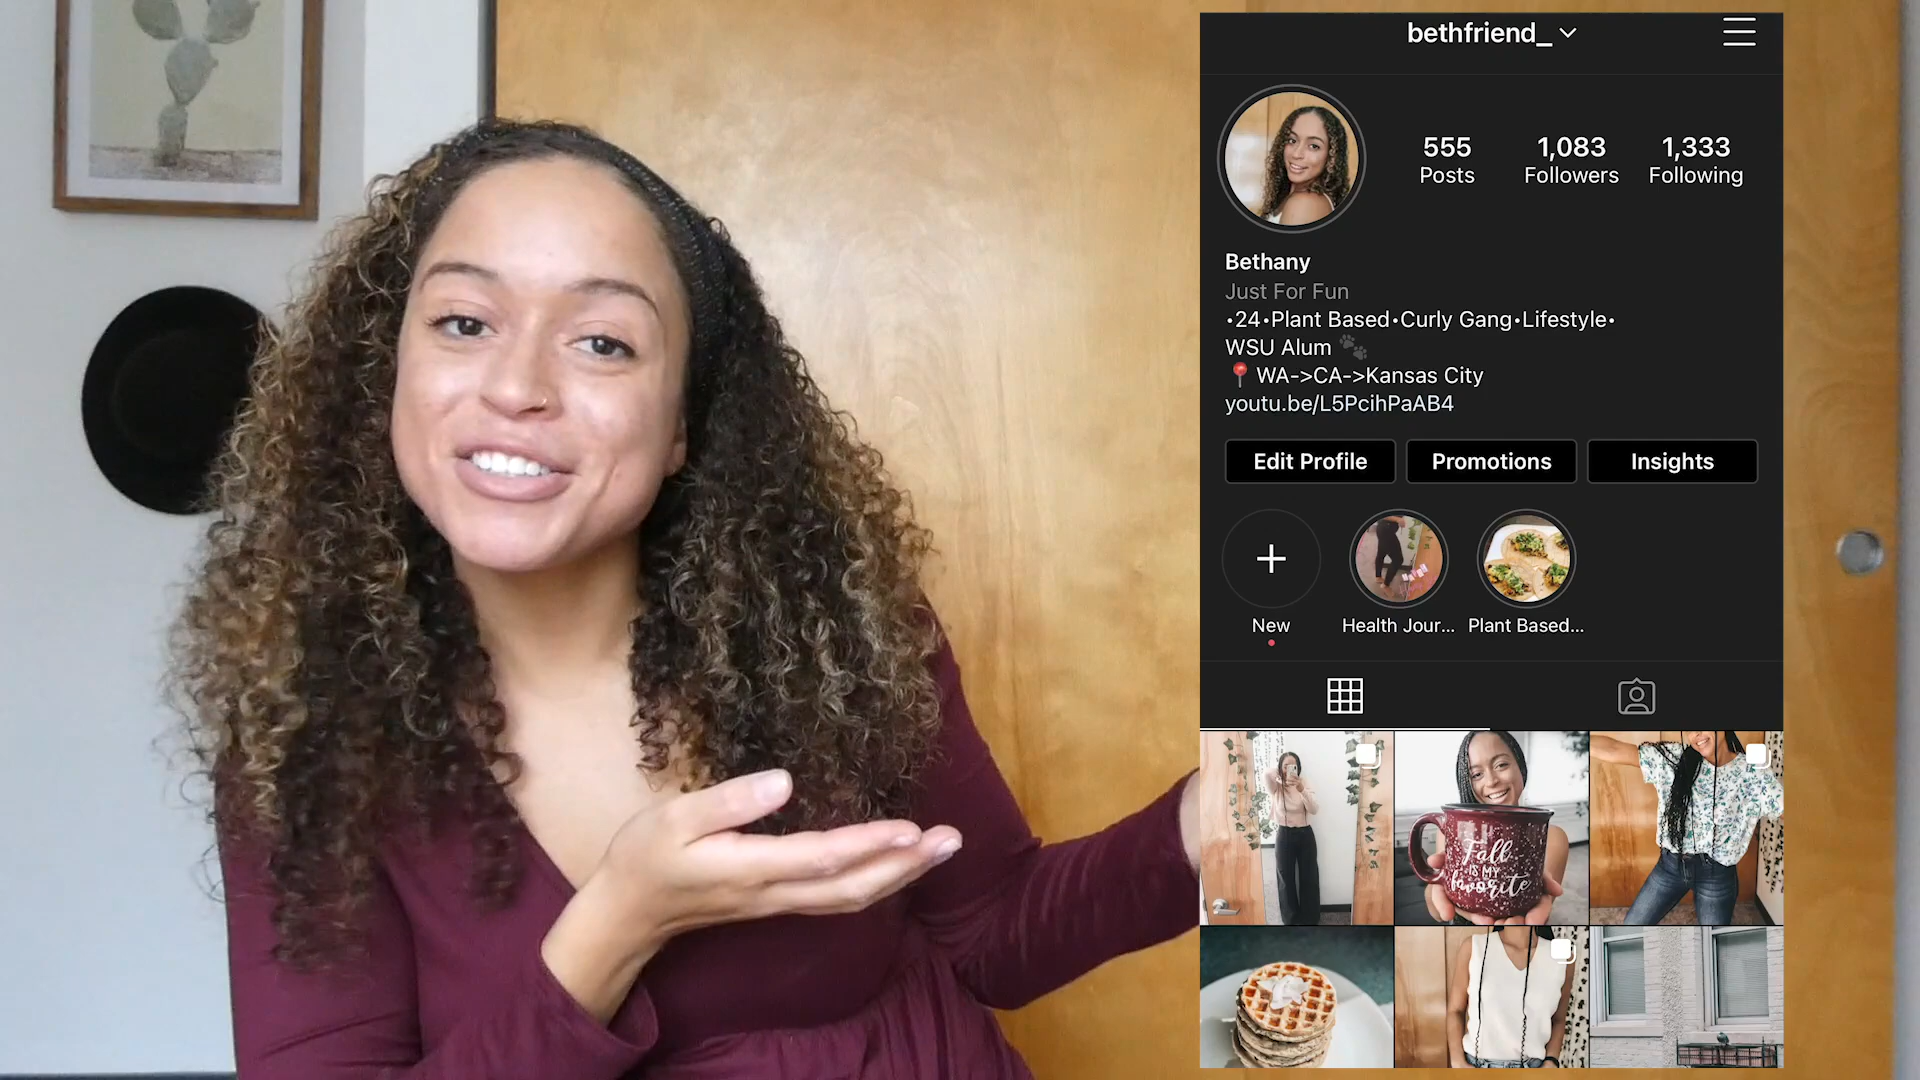 bethfriend_
555 1,083 1,333
Posts Followers Following
Bethany
Just For Fun
•24•Plant Based•Curly Gang•Lifestyle•
WSU Alum 🐾
📍 WA->CA->Kansas City
youtu.be/L5PcihPaAB4
Edit Profile Promotions Insights
New Health Jour... Plant Based...
Fall
IS MY
favorite